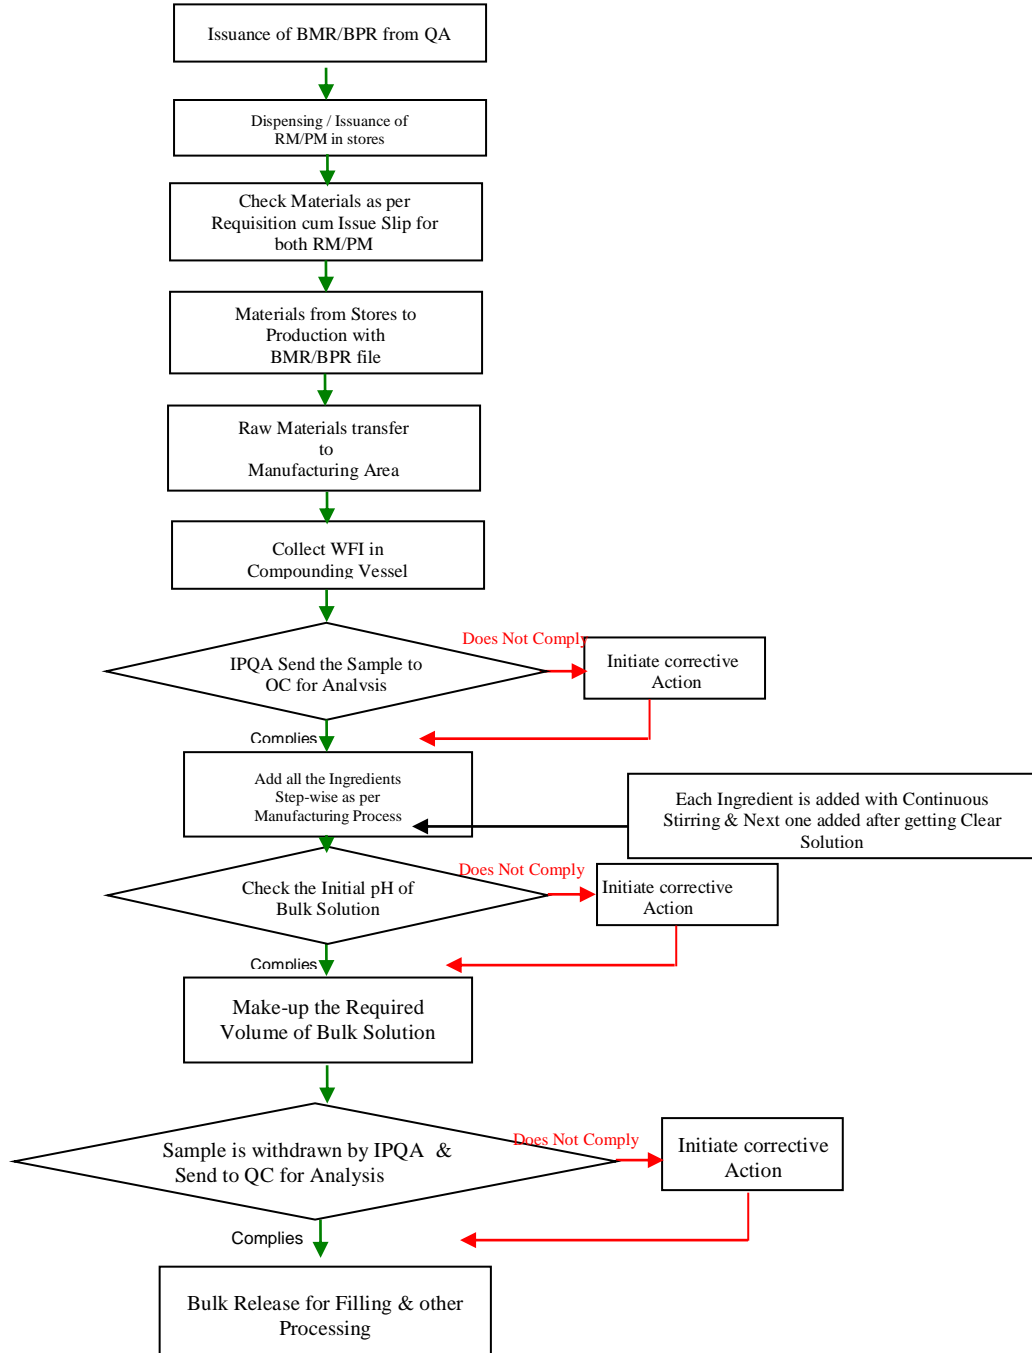 Issuance of BMR/BPR from QA
Dispensing / Issuance of
RM/PM in stores
Check Materials as per
Requisition cum Issue Slip for
both RM/PM
Materials from Stores to
Production with
BMR/BPR file
Raw Materials transfer
to
Manufacturing Area
Collect WFI in
Compounding Vessel
Does Not Comply
IPQA Send the Sample to
QC for Analysis
Initiate corrective
Action
Complies
Add all the Ingredients
Step-wise as per
Manufacturing Process
Each Ingredient is added with Continuous
Stirring & Next one added after getting Clear
Solution
Does Not Comply
Check the Initial pH of
Bulk Solution
Initiate corrective
Action
Complies
Make-up the Required
Volume of Bulk Solution
Does Not Comply
Sample is withdrawn by IPQA &
Send to QC for Analysis
Initiate corrective
Action
Complies
Bulk Release for Filling & other
Processing